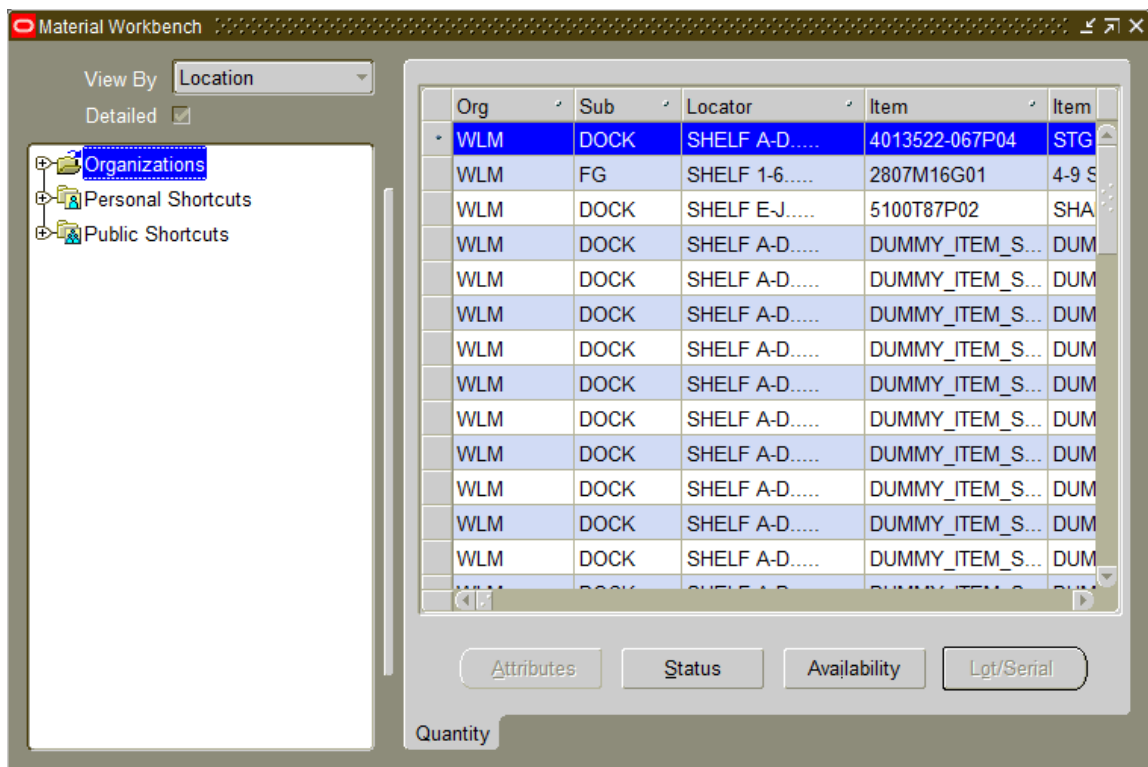 Material Workbench
View By Location
Detailed
Organizations
Personal Shortcuts
Public Shortcuts
Org Sub Locator Item Item
WLM DOCK SHELF A-D..... 4013522-067P04 STG
WLM FG SHELF 1-6..... 2807M16G01 4-9 S
WLM DOCK SHELF E-J..... 5100T87P02 SHA
WLM DOCK SHELF A-D..... DUMMY_ITEM_S... DUM
WLM DOCK SHELF A-D..... DUMMY_ITEM_S... DUM
WLM DOCK SHELF A-D..... DUMMY_ITEM_S... DUM
WLM DOCK SHELF A-D..... DUMMY_ITEM_S... DUM
WLM DOCK SHELF A-D..... DUMMY_ITEM_S... DUM
WLM DOCK SHELF A-D..... DUMMY_ITEM_S... DUM
WLM DOCK SHELF A-D..... DUMMY_ITEM_S... DUM
WLM DOCK SHELF A-D..... DUMMY_ITEM_S... DUM
WLM DOCK SHELF A-D..... DUMMY_ITEM_S... DUM
WLM DOCK SHELF A-D..... DUMMY_ITEM_S... DUM
Attributes Status Availability Lot/Serial
Quantity